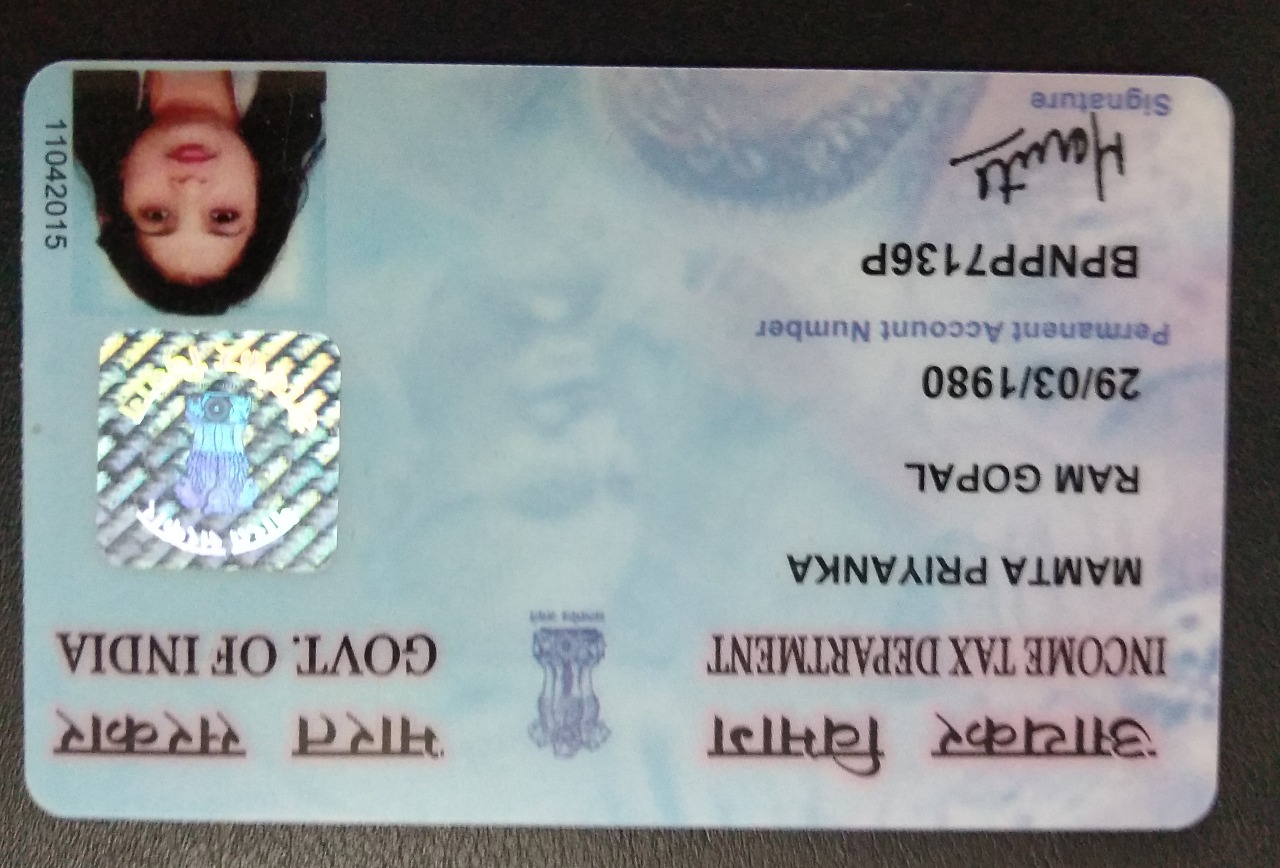 आयकर विभाग
भारत सरकार
INCOME TAX DEPARTMENT
GOVT. OF INDIA
सत्यमेव जयते
MAMTA PRIYANKA
RAM GOPAL
29/03/1980
Permanent Account Number
BPNPP7136P
Signature
भारत सरकार
आयकर विभाग
11042015